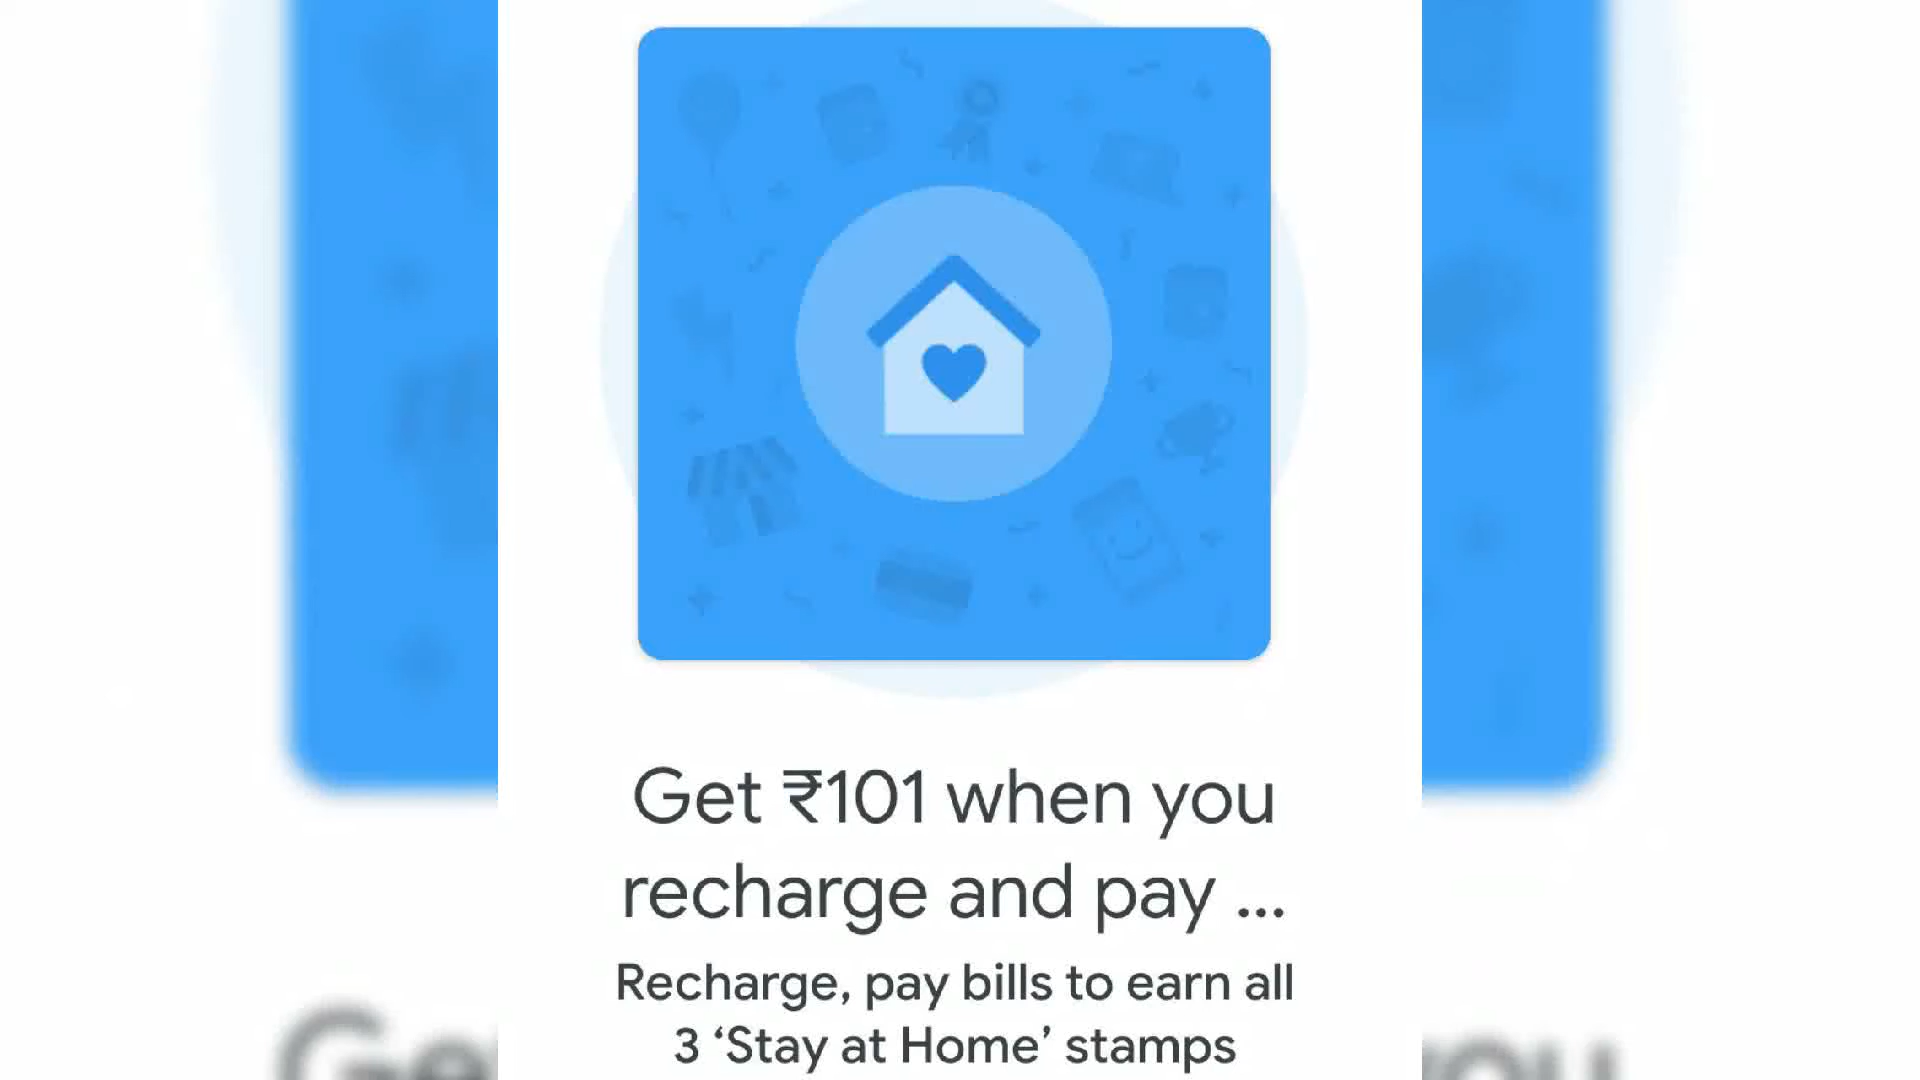 Get ₹101 when you
recharge and pay ...
Recharge, pay bills to earn all
3 ‘Stay at Home’ stamps